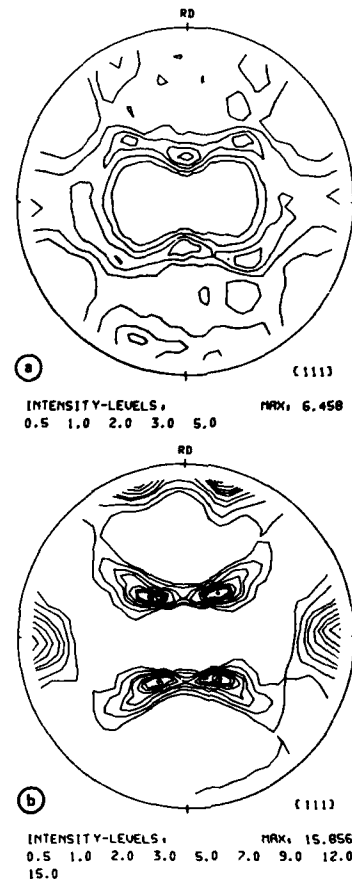 RD
a
(111)
INTENSITY-LEVELS: MAX: 6.458
0.5 1.0 2.0 3.0 5.0
RD
b
(111)
INTENSITY-LEVELS: MAX: 15.856
0.5 1.0 2.0 3.0 5.0 7.0 9.0 12.0
15.0